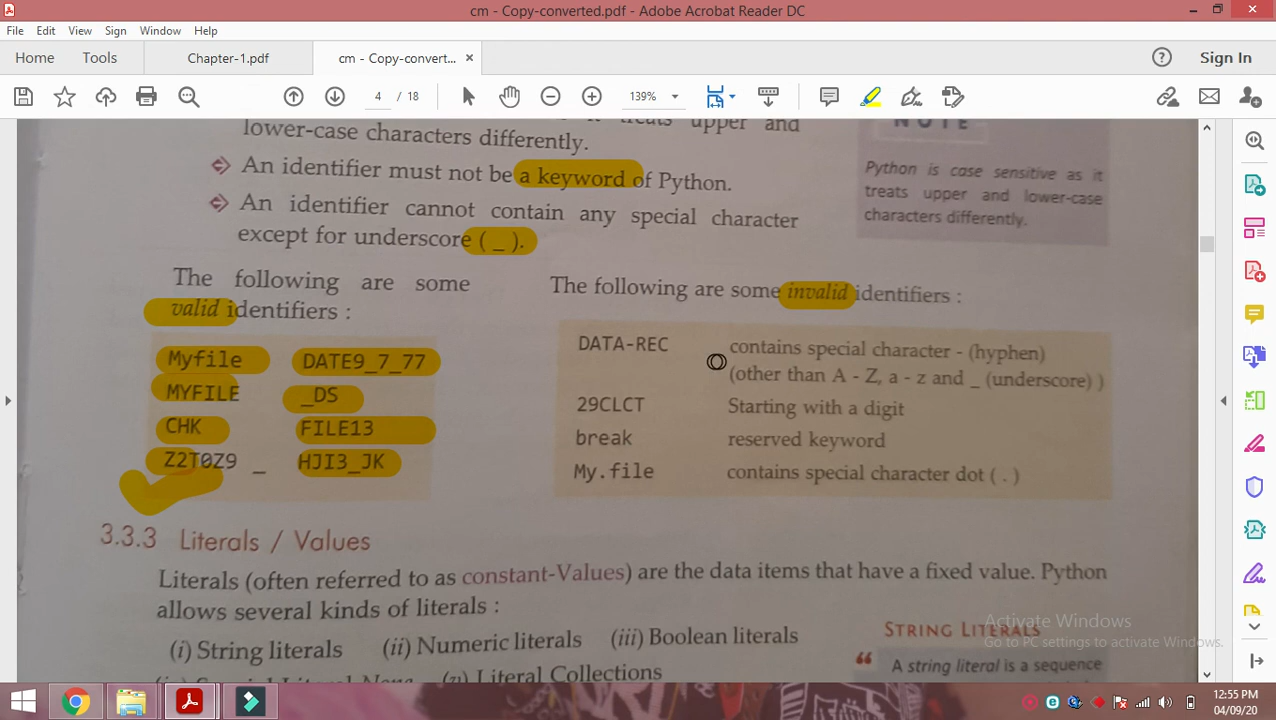 cm - Copy-converted.pdf - Adobe Acrobat Reader DC
File Edit View Sign Window Help
Home Tools Chapter-1.pdf cm - Copy-convert... × Sign In
4 / 18 139%
treats upper and
lower-case characters differently.
An identifier must not be a keyword of Python.
An identifier cannot contain any special character
except for underscore ( _ ).
NOTE
Python is case sensitive as it
treats upper and lower-case
characters differently.
The following are some
valid identifiers :
Myfile DATE9_7_77
MYFILE _DS
CHK FILE13
Z2T0Z9 _ HJI3_JK
The following are some invalid identifiers :
DATA-REC contains special character - (hyphen)
(other than A - Z, a - z and _ (underscore) )
29CLCT Starting with a digit
break reserved keyword
My.file contains special character dot ( . )
3.3.3 Literals / Values
Literals (often referred to as constant-Values) are the data items that have a fixed value. Python
allows several kinds of literals :
(i) String literals (ii) Numeric literals (iii) Boolean literals
(v) Literal Collections
STRING LITERALS
“ A string literal is a sequence
Activate Windows
Go to PC settings to activate Windows.
12:55 PM
04/09/20